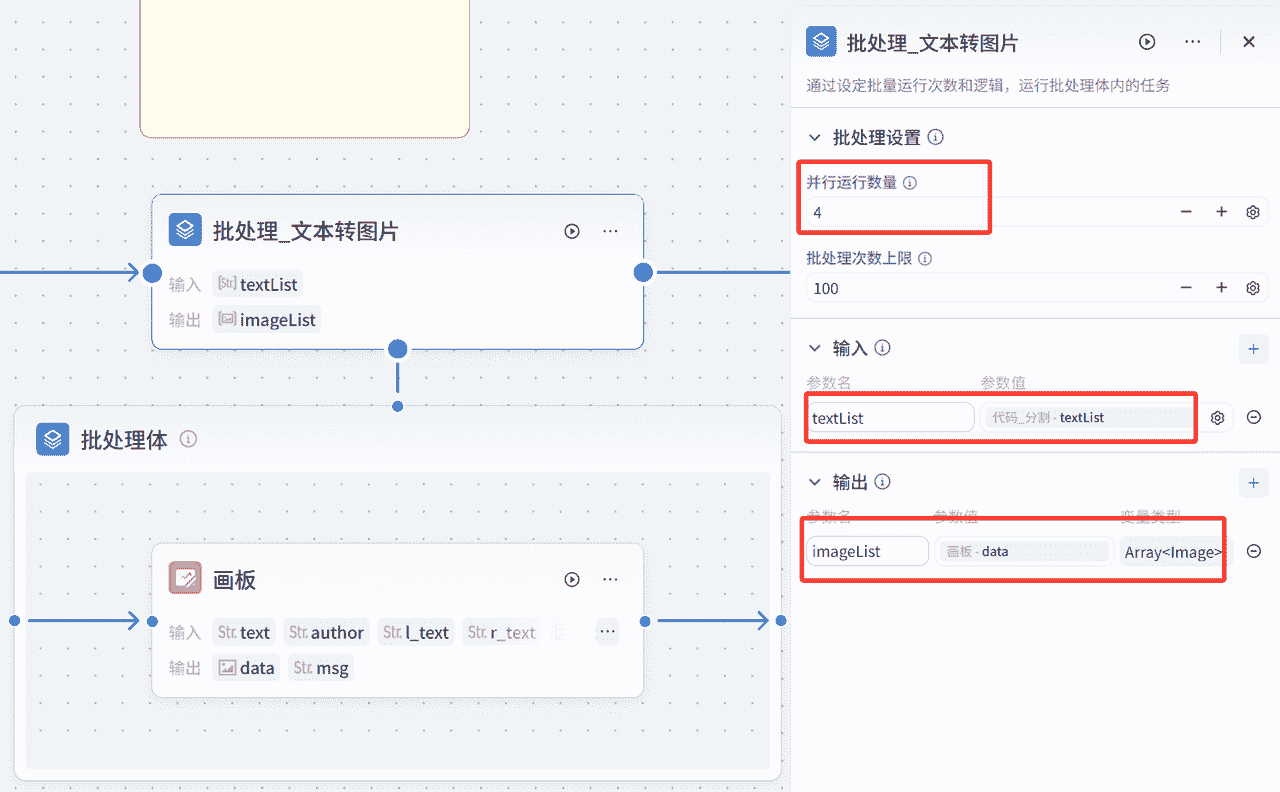 批处理_文本转图片
输入 [Str] textList
输出 imageList
批处理体
画板
输入 Str. text Str. author Str. l_text Str. r_text
输出 data Str. msg
批处理_文本转图片
通过设定批量运行次数和逻辑，运行批处理体内的任务
批处理设置
并行运行数量
4
批处理次数上限
100
输入
参数名 参数值
textList 代码_分割 - textList
输出
参数名 参数值 变量类型
imageList 画板 - data Array<Image>